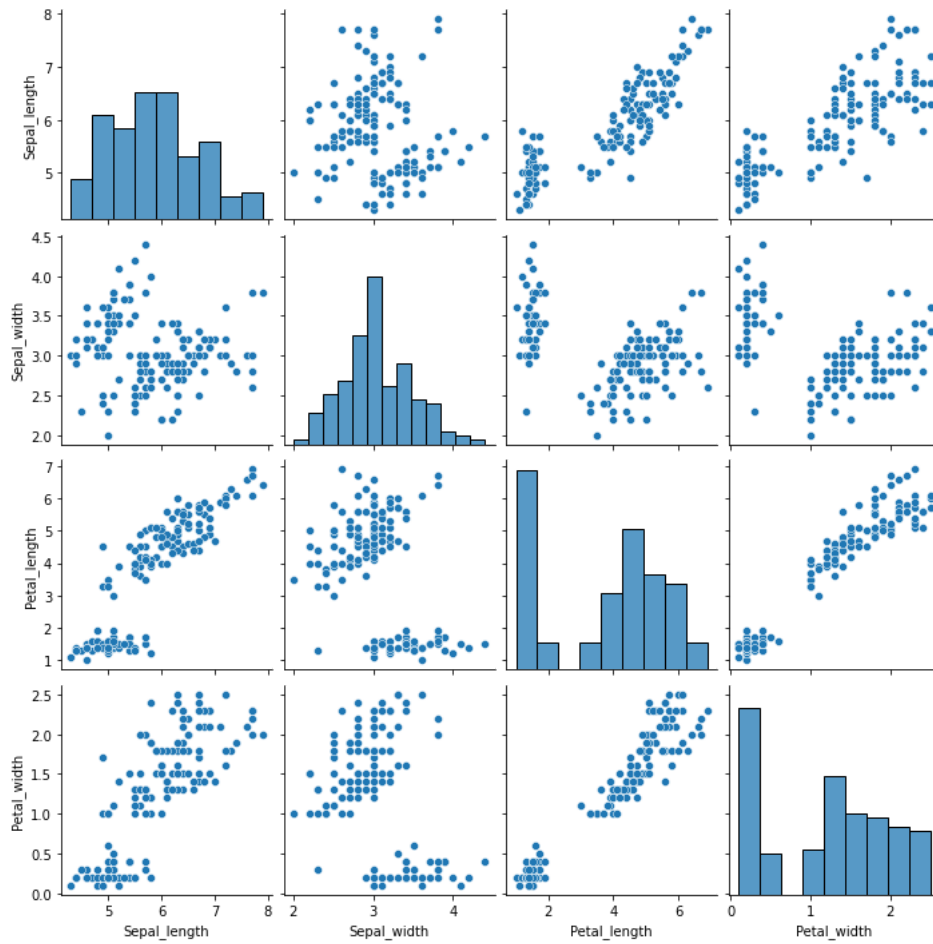 8
7
6
5
Sepal_length
4.5
4.0
3.5
3.0
2.5
2.0
Sepal_width
7
6
5
4
3
2
1
Petal_length
2.5
2.0
1.5
1.0
0.5
0.0
Petal_width
5 6 7 8
2 3 4
2 4 6
0 1 2
Sepal_length Sepal_width Petal_length Petal_width